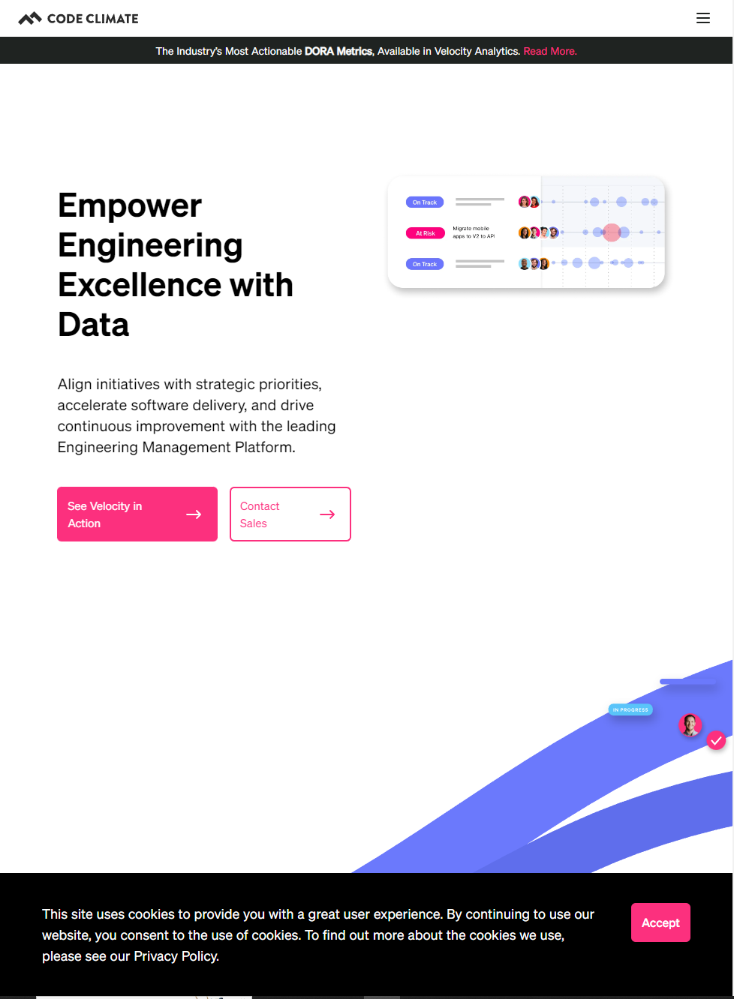 CODE CLIMATE
The Industry's Most Actionable DORA Metrics, Available in Velocity Analytics. Read More.
Empower
Engineering
Excellence with
Data
Align initiatives with strategic priorities,
accelerate software delivery, and drive
continuous improvement with the leading
Engineering Management Platform.
See Velocity in
Action
Contact
Sales
On Track
At Risk
Migrate mobile
apps to V2 to API
On Track
IN PROGRESS
This site uses cookies to provide you with a great user experience. By continuing to use our
website, you consent to the use of cookies. To find out more about the cookies we use,
please see our Privacy Policy.
Accept